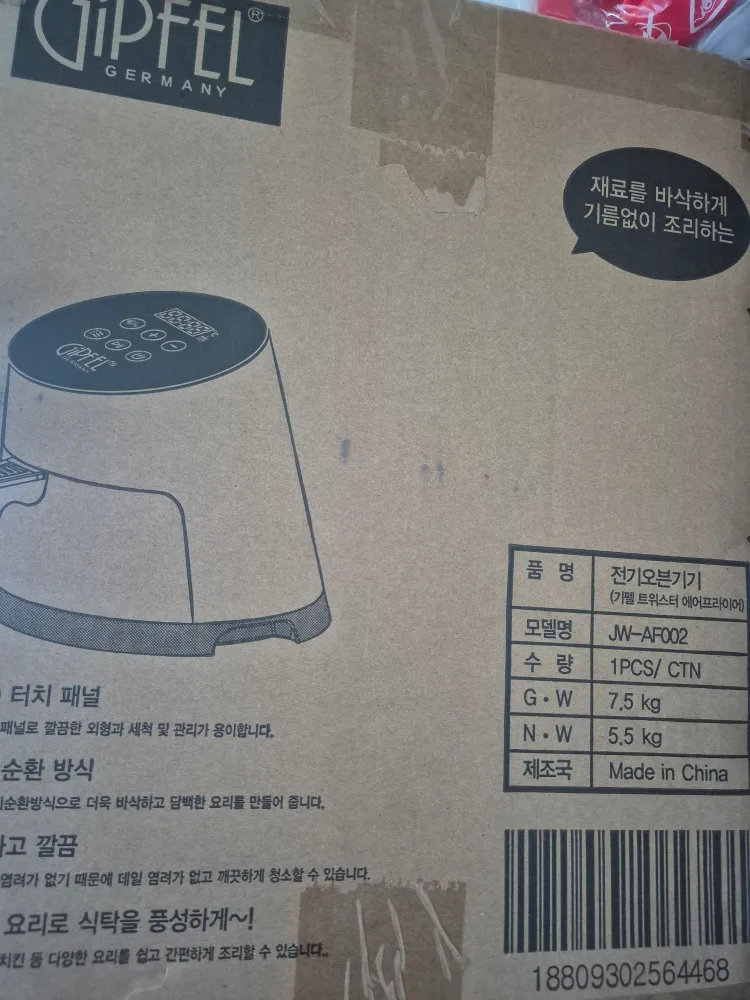 GiPFEL®
GERMANY
재료를 바삭하게
기름없이 조리하는
GiPFEL®
품 명 전기오븐기기
(기펠 트위스터 에어프라이어)
모델명 JW-AF002
수 량 1PCS/ CTN
G·W 7.5 kg
N·W 5.5 kg
제조국 Made in China
터치 패널
패널로 깔끔한 외형과 세척 및 관리가 용이합니다.
순환 방식
순환방식으로 더욱 바삭하고 담백한 요리를 만들어 줍니다.
하고 깔끔
염려가 없기 때문에 데일 염려가 없고 깨끗하게 청소할 수 있습니다.
요리로 식탁을 풍성하게~!
치킨 등 다양한 요리를 쉽고 간편하게 조리할 수 있습니다..
18809302564468